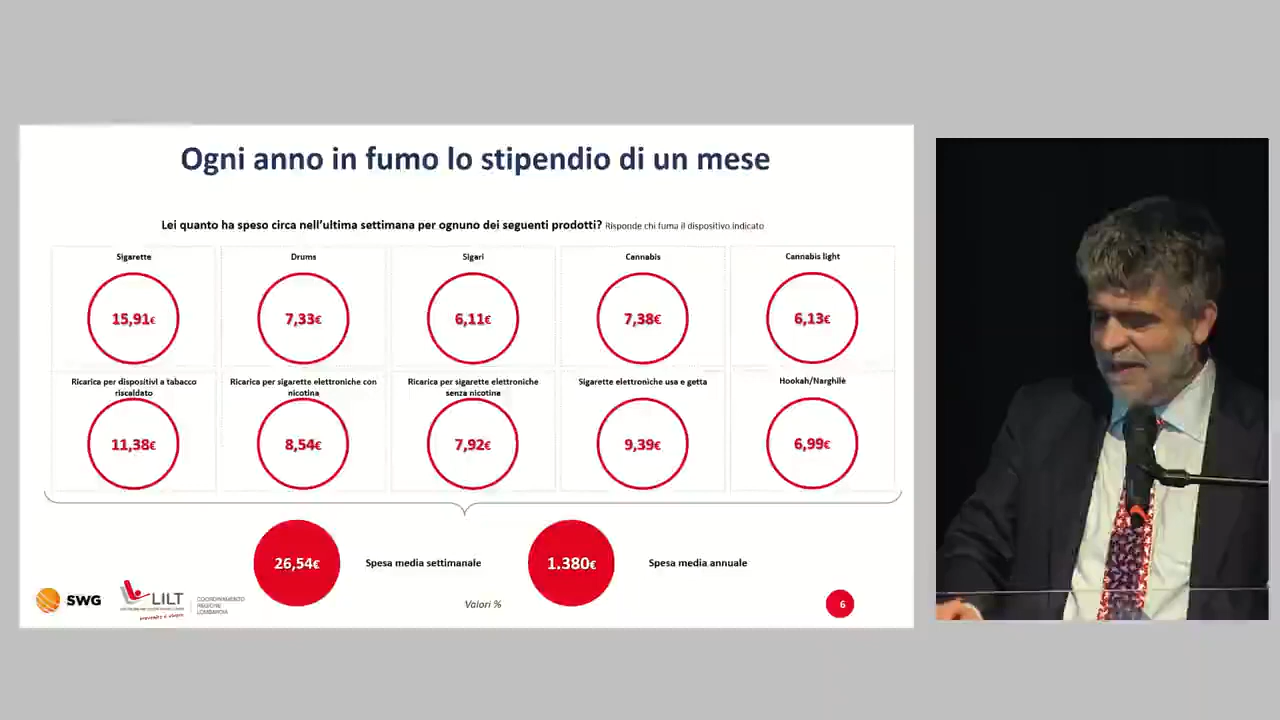 Ogni anno in fumo lo stipendio di un mese
Lei quanto ha speso circa nell'ultima settimana per ognuno dei seguenti prodotti? Risponde chi fuma il dispositivo indicato
Sigarette
Drums
Sigari
Cannabis
Cannabis light
15,91€
7,33€
6,11€
7,38€
6,13€
Ricarica per dispositivi a tabacco
riscaldato
Ricarica per sigarette elettroniche con
nicotina
Ricarica per sigarette elettroniche
senza nicotina
Sigarette elettroniche usa e getta
Hookah/Narghilè
11,38€
8,54€
7,92€
9,39€
6,99€
26,54€
Spesa media settimanale
1.380€
Spesa media annuale
SWG
LILT
prevenire è vivere
COORDINAMENTO
REGIONE
LOMBARDIA
Valori %
6